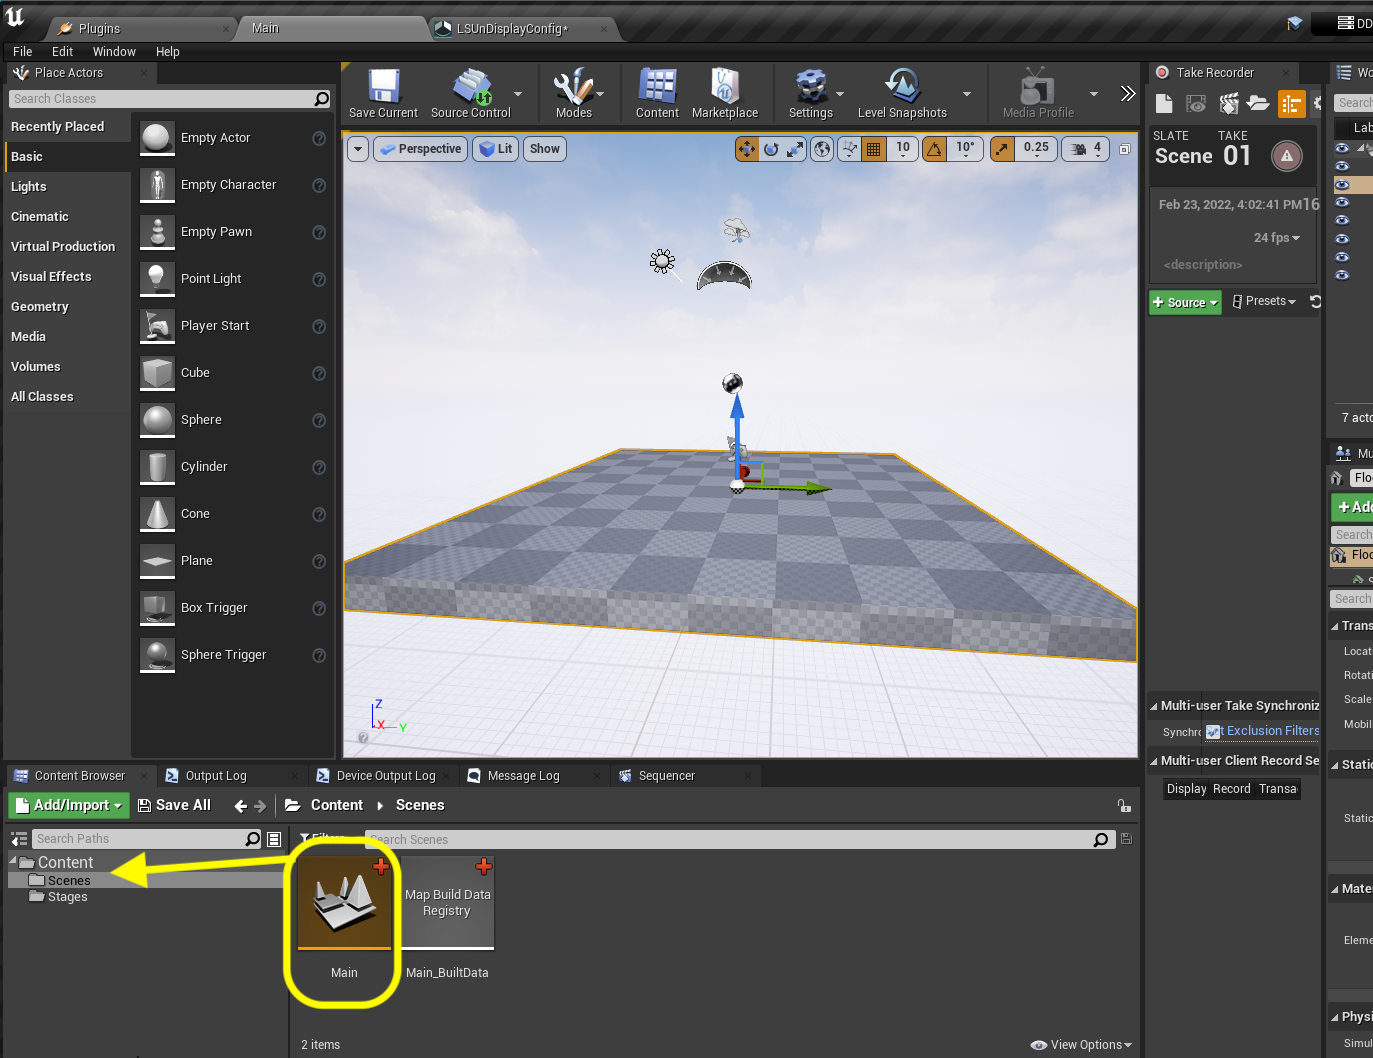 Plugins
Main
LSUnDisplayConfig*
DD
File Edit Window Help
Place Actors
Search Classes
Recently Placed
Basic
Lights
Cinematic
Virtual Production
Visual Effects
Geometry
Media
Volumes
All Classes
Empty Actor
Empty Character
Empty Pawn
Point Light
Player Start
Cube
Sphere
Cylinder
Cone
Plane
Box Trigger
Sphere Trigger
Save Current
Source Control
Modes
Content
Marketplace
Settings
Level Snapshots
Media Profile
Perspective
Lit
Show
10
10°
0.25
4
Z
X
Y
Take Recorder
SLATE TAKE
Scene 01
Feb 23, 2022, 4:02:41 PM16
24 fps
<description>
+ Source
Presets
Multi-user Take Synchroniz
Synchro
t Exclusion Filters
Multi-user Client Record Se
Display Record Transa
Wo
Search
Lab
7 acto
Mu
Floo
+ Add
Search
Floo
Search
Trans
Locati
Rotati
Scale
Mobil
Static
Static
Mate
Eleme
Physi
Simul
Content Browser
Output Log
Device Output Log
Message Log
Sequencer
Add/Import
Save All
Content
Scenes
Search Paths
Filters
Search Scenes
Content
Scenes
Stages
Map Build Data
Registry
Main
Main_BuiltData
2 items
View Options